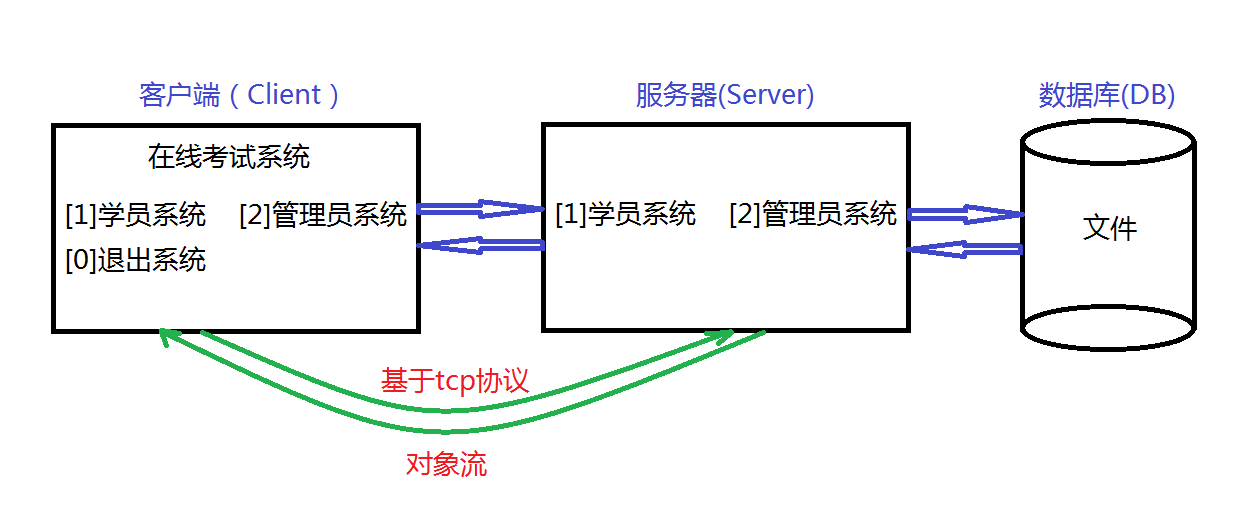 客户端（Client）
服务器(Server)
数据库(DB)
在线考试系统
[1]学员系统 [2]管理员系统
[0]退出系统
[1]学员系统 [2]管理员系统
文件
基于tcp协议
对象流